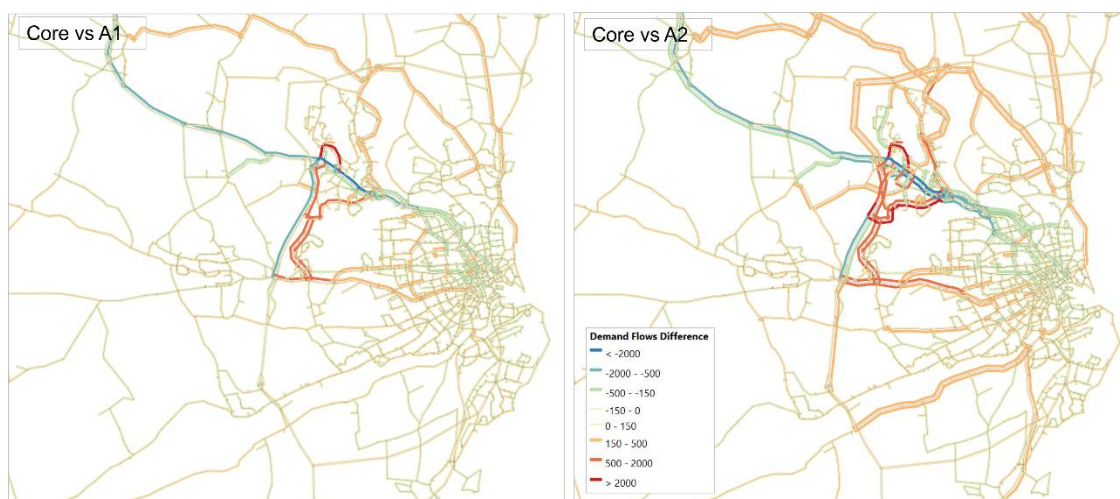 Core vs A1
Core vs A2
Demand Flows Difference
< -2000
-2000 - -500
-500 - -150
-150 - 0
0 - 150
150 - 500
500 - 2000
> 2000